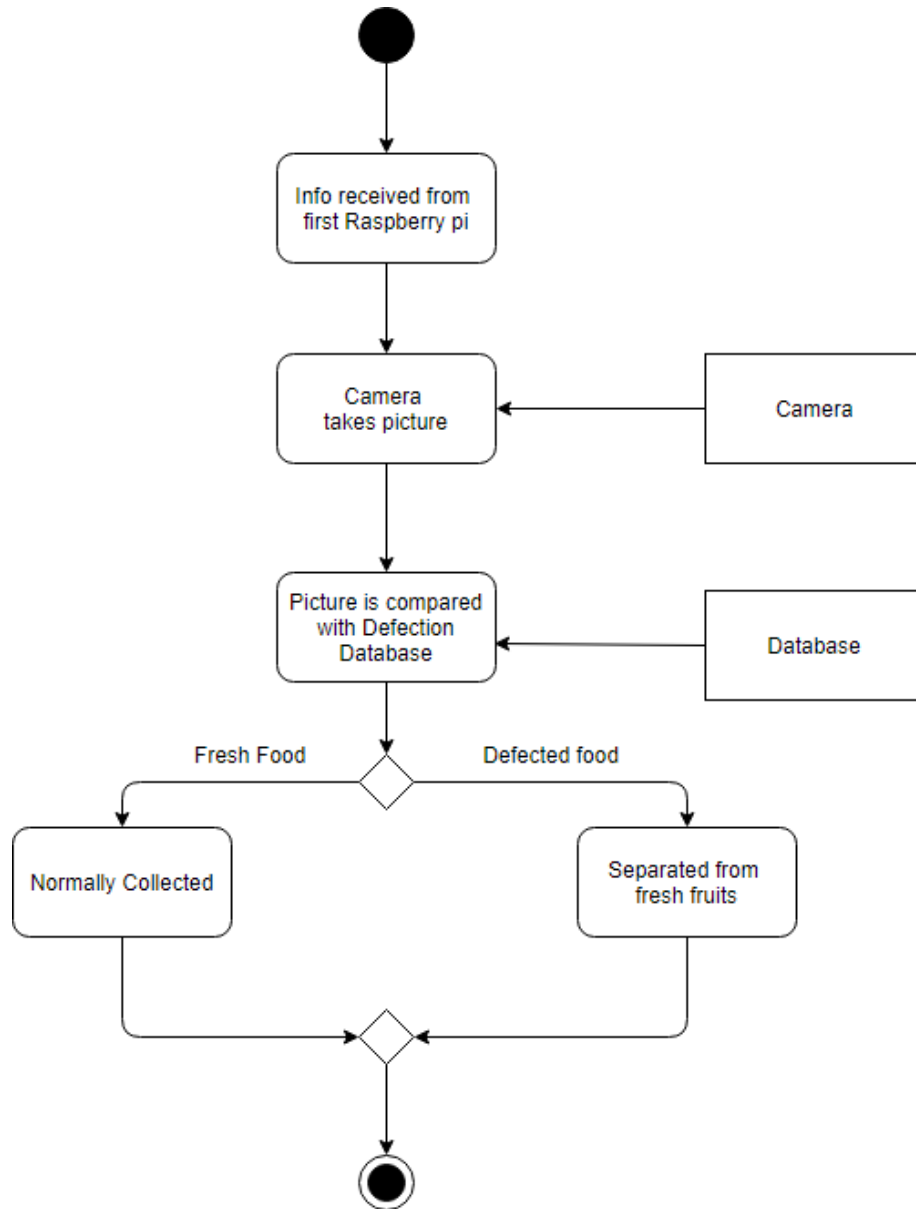 Info received from
first Raspberry pi
Camera
takes picture
Camera
Picture is compared
with Defection
Database
Database
Fresh Food
Defected food
Normally Collected
Separated from
fresh fruits